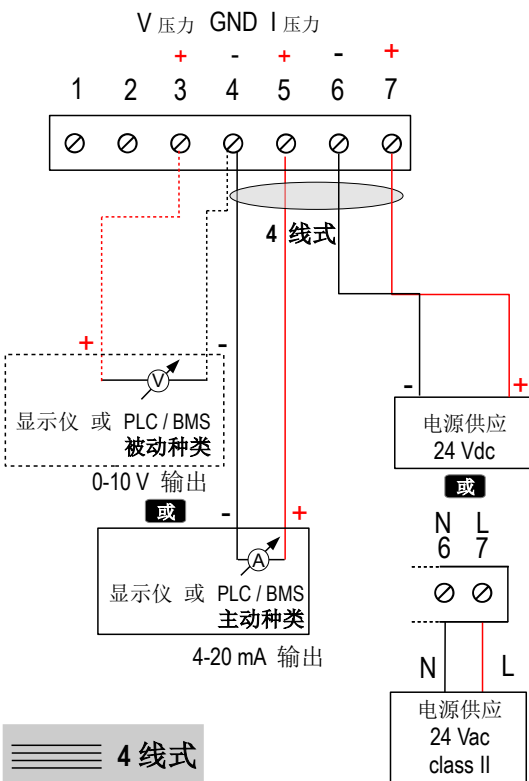 V 压力 GND I 压力
+ - + - +
1 2 3 4 5 6 7
4 线式
+ -
V
显示仪 或 PLC / BMS
被动种类
0-10 V 输出
或
- +
A
显示仪 或 PLC / BMS
主动种类
4-20 mA 输出
- +
电源供应
24 Vdc
或
N L
6 7
N L
电源供应
24 Vac
class II
4 线式